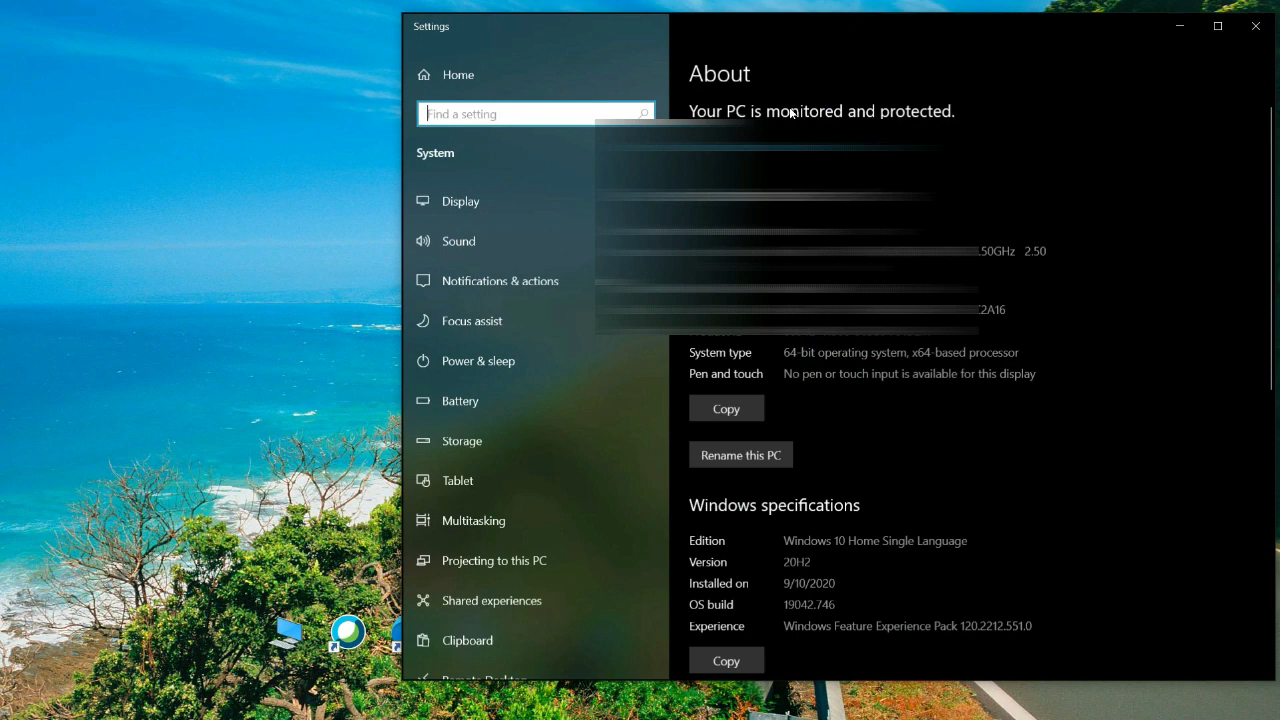 Settings
Home
Find a setting
System
Display
Sound
Notifications & actions
Focus assist
Power & sleep
Battery
Storage
Tablet
Multitasking
Projecting to this PC
Shared experiences
Clipboard
Remote Desktop
About
Your PC is monitored and protected.
.50GHz 2.50
2A16
System type 64-bit operating system, x64-based processor
Pen and touch No pen or touch input is available for this display
Copy
Rename this PC
Windows specifications
Edition Windows 10 Home Single Language
Version 20H2
Installed on 9/10/2020
OS build 19042.746
Experience Windows Feature Experience Pack 120.2212.551.0
Copy